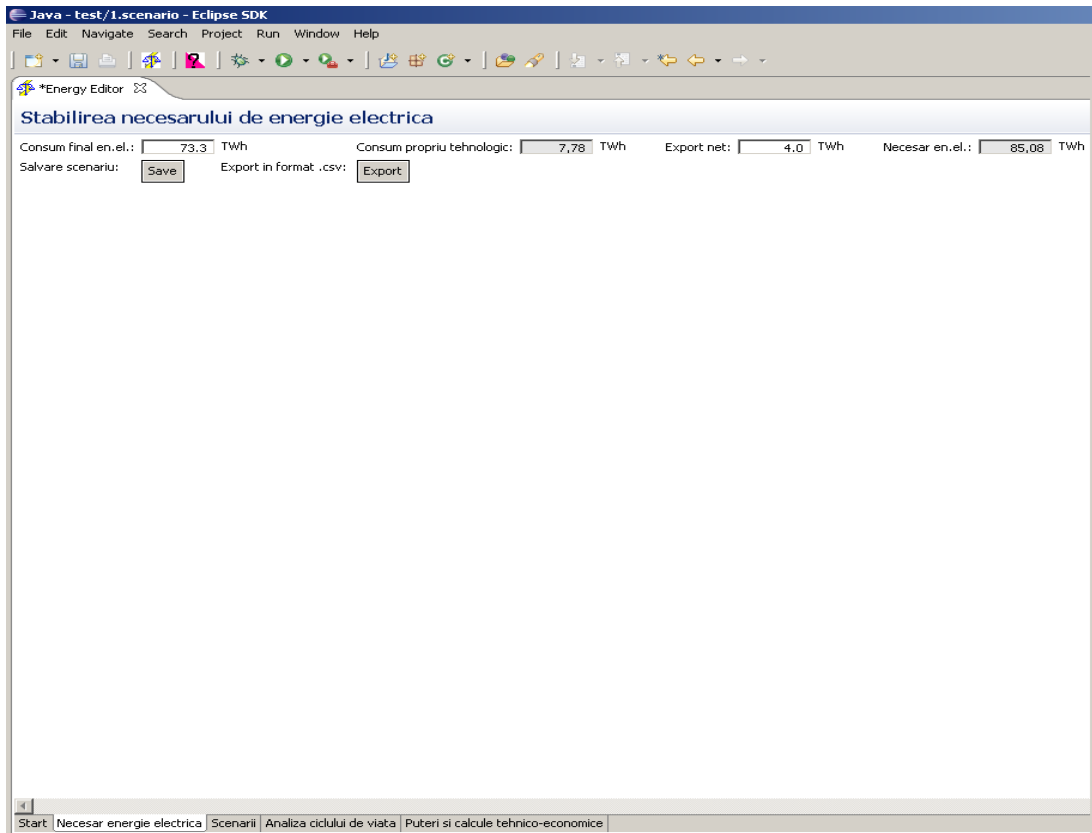 Java - test/1.scenario - Eclipse SDK
File Edit Navigate Search Project Run Window Help
*Energy Editor
Stabilirea necesarului de energie electrica
Consum final en.el.: 73.3 TWh Consum propriu tehnologic: 7,78 TWh Export net: 4.0 TWh Necesar en.el.: 85,08 TWh
Salvare scenariu: Save Export in format .csv: Export
Start Necesar energie electrica Scenarii Analiza ciclului de viata Puteri si calcule tehnico-economice